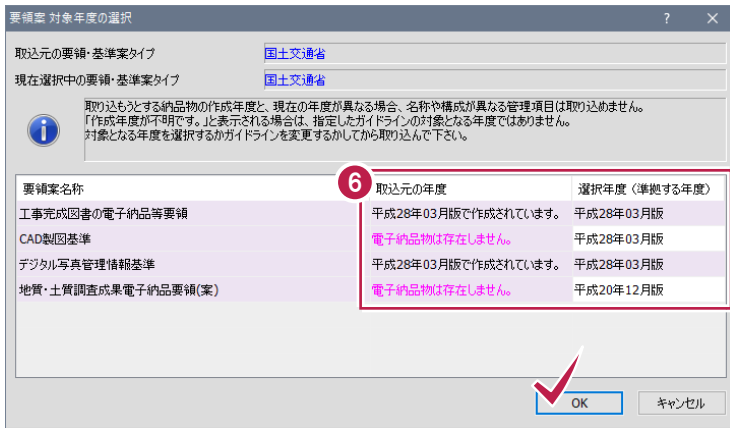 要領案 対象年度の選択
取込元の要領・基準案タイプ 国土交通省
現在選択中の要領・基準案タイプ 国土交通省
取り込もうとする納品物の作成年度と、現在の年度が異なる場合、名称や構成が異なる管理項目は取り込めません。
「作成年度が不明です。」と表示される場合は、指定したガイドラインの対象となる年度ではありません。
対象となる年度を選択するかガイドラインを変更するかしてから取り込んで下さい。
6
要領案名称 取込元の年度 選択年度(準拠する年度)
工事完成図書の電子納品等要領 平成28年03月版で作成されています。 平成28年03月版
CAD製図基準 電子納品物は存在しません。 平成28年03月版
デジタル写真管理情報基準 平成28年03月版で作成されています。 平成28年03月版
地質・土質調査成果電子納品要領(案) 電子納品物は存在しません。 平成20年12月版
OK キャンセル